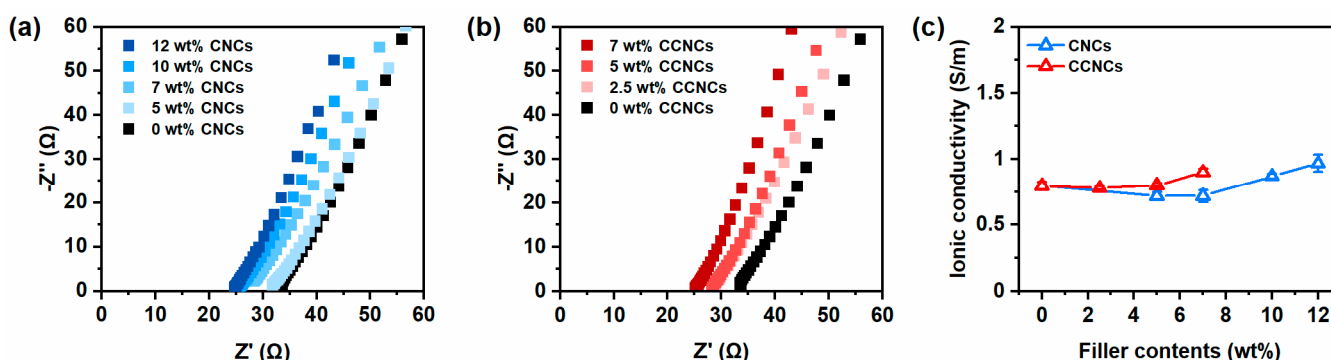 (a)
60
50
40
30
20
10
0
-Z'' (Ω)
12 wt% CNCs
10 wt% CNCs
7 wt% CNCs
5 wt% CNCs
0 wt% CNCs
0 10 20 30 40 50 60
Z' (Ω)
(b)
60
50
40
30
20
10
0
-Z'' (Ω)
7 wt% CCNCs
5 wt% CCNCs
2.5 wt% CCNCs
0 wt% CCNCs
0 10 20 30 40 50 60
Z' (Ω)
(c)
2
1.5
1
0.5
0
Ionic conductivity (S/m)
CNCs
CCNCs
0 2 4 6 8 10 12
Filler contents (wt%)